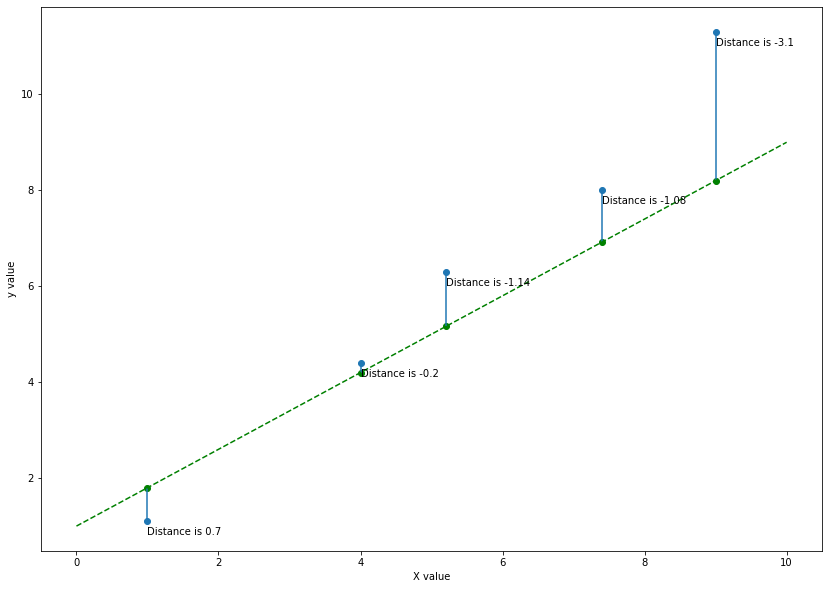 Distance is -3.1
10
8
Distance is -1.08
y value
6
Distance is -1.14
4
Distance is -0.2
2
Distance is 0.7
0 2 4 6 8 10
X value